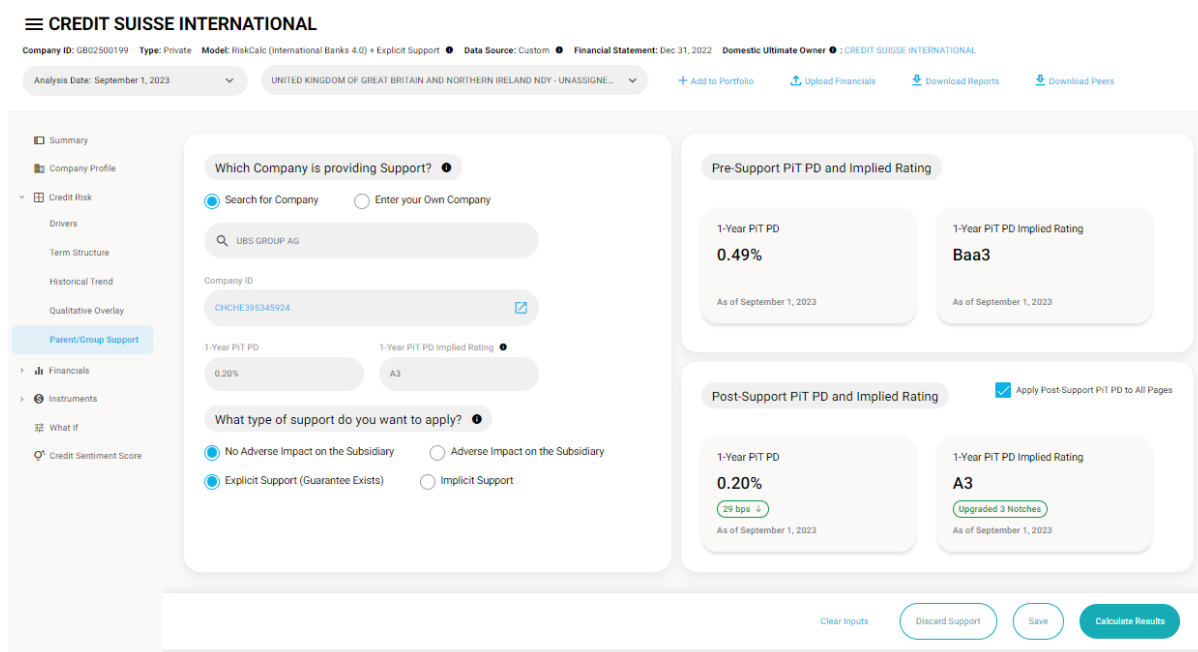 CREDIT SUISSE INTERNATIONAL
Company ID: GB02500199 Type: Private Model: RiskCalc (International Banks 4.0) + Explicit Support Data Source: Custom Financial Statement: Dec 31, 2022 Domestic Ultimate Owner : CREDIT SUISSE INTERNATIONAL
Analysis Date: September 1, 2023 UNITED KINGDOM OF GREAT BRITAIN AND NORTHERN IRELAND NDY - UNASSIGNE... + Add to Portfolio Upload Financials Download Reports Download Peers
Summary
Company Profile
Credit Risk
Drivers
Term Structure
Historical Trend
Qualitative Overlay
Parent/Group Support
Financials
Instruments
What If
Credit Sentiment Score
Which Company is providing Support?
Search for Company Enter your Own Company
UBS GROUP AG
Company ID
CHCHE395345924
1-Year PiT PD 1-Year PiT PD Implied Rating
0.20% A3
What type of support do you want to apply?
No Adverse Impact on the Subsidiary Adverse Impact on the Subsidiary
Explicit Support (Guarantee Exists) Implicit Support
Pre-Support PiT PD and Implied Rating
1-Year PiT PD 1-Year PiT PD Implied Rating
0.49% Baa3
As of September 1, 2023 As of September 1, 2023
Post-Support PiT PD and Implied Rating Apply Post-Support PiT PD to All Pages
1-Year PiT PD 1-Year PiT PD Implied Rating
0.20% A3
29 bps ↓ Upgraded 3 Notches
As of September 1, 2023 As of September 1, 2023
Clear Inputs Discard Support Save Calculate Results